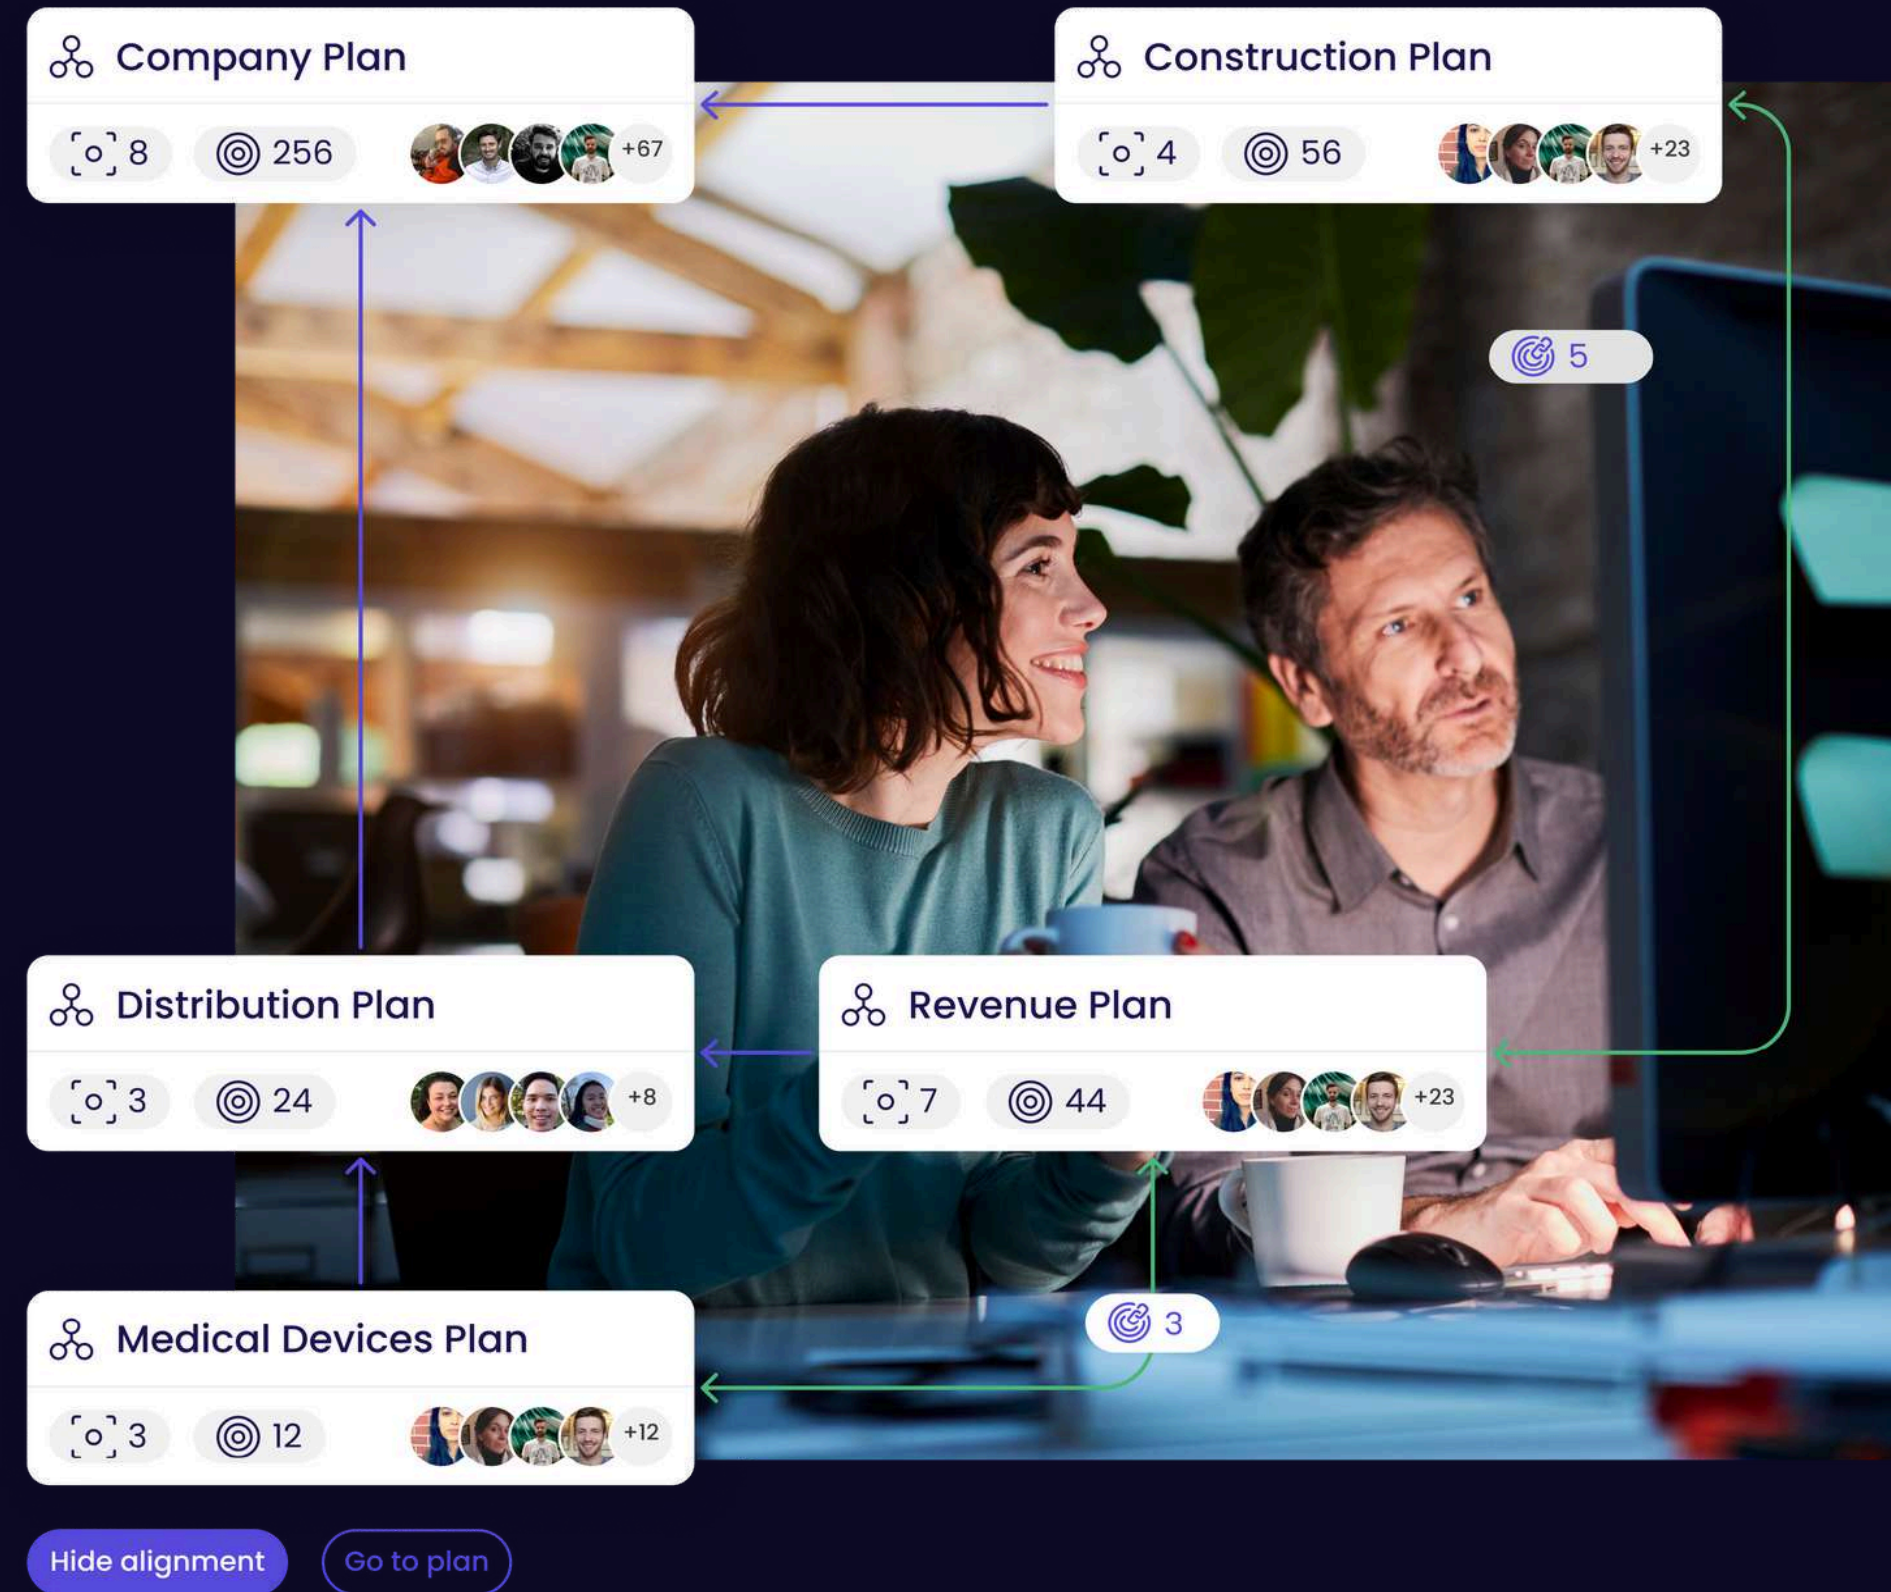 Company Plan
8 256 +67
Construction Plan
4 56 +23
5
Distribution Plan
3 24 +8
Revenue Plan
7 44 +23
3
Medical Devices Plan
3 12 +12
Hide alignment
Go to plan